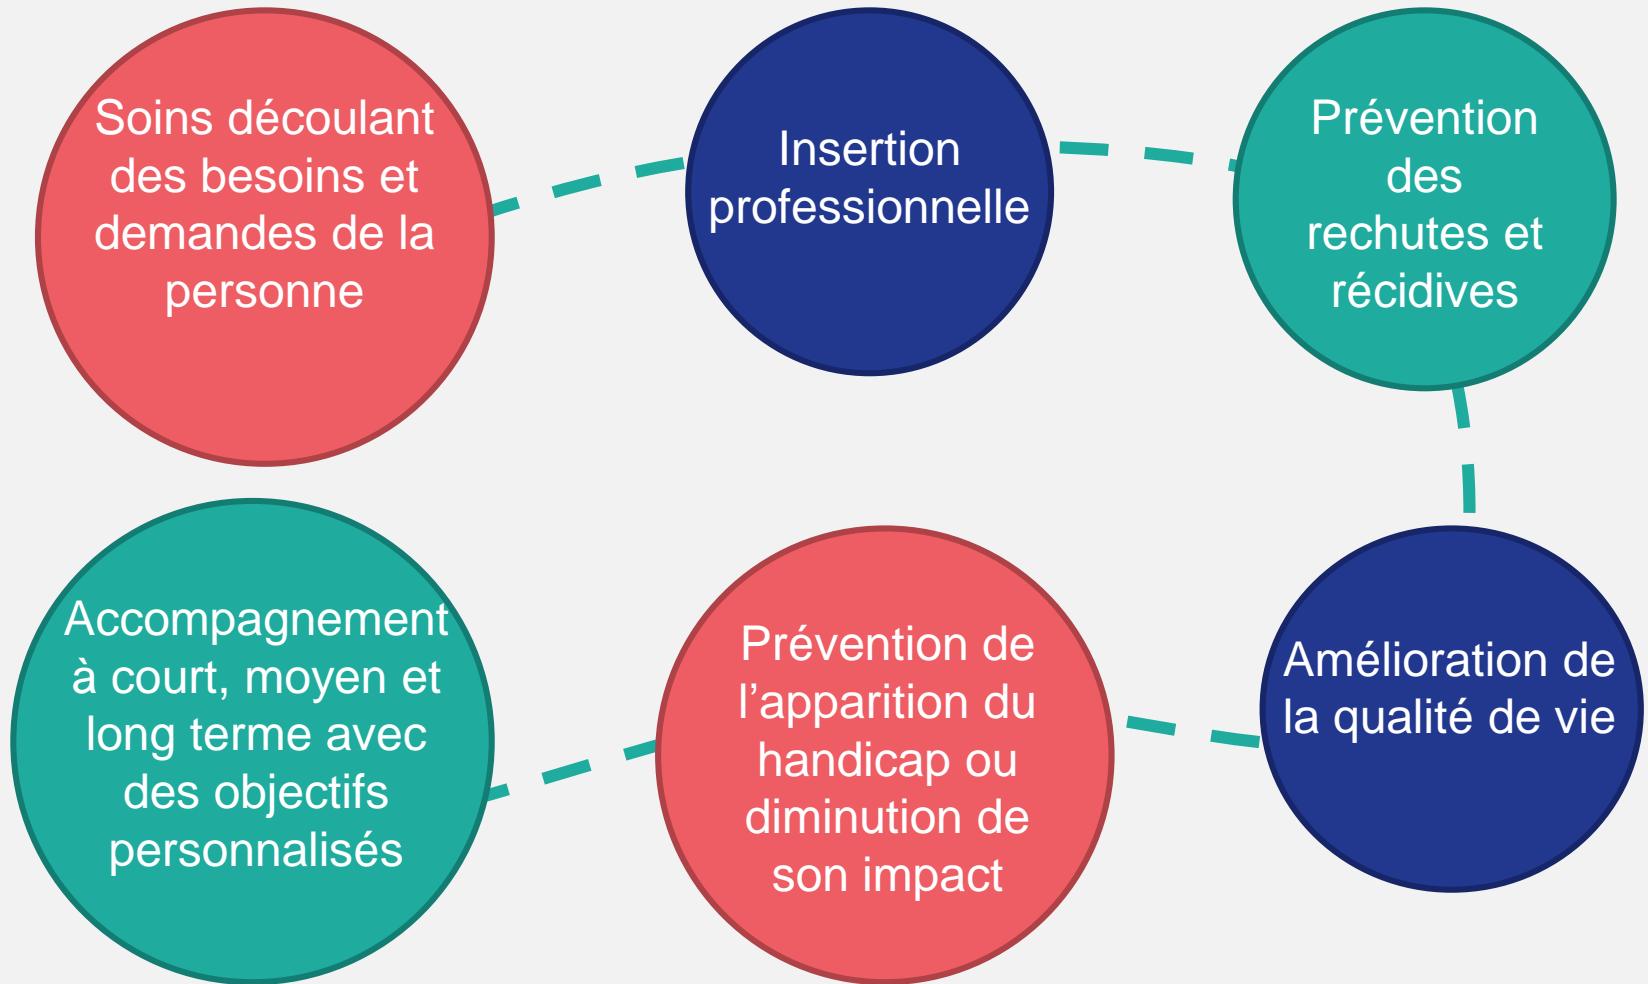 Soins découlant
des besoins et
demandes de la
personne
Insertion
professionnelle
Prévention
des
rechutes et
récidives
Accompagnement
à court, moyen et
long terme avec
des objectifs
personnalisés
Prévention de
l’apparition du
handicap ou
diminution de
son impact
Amélioration de
la qualité de vie